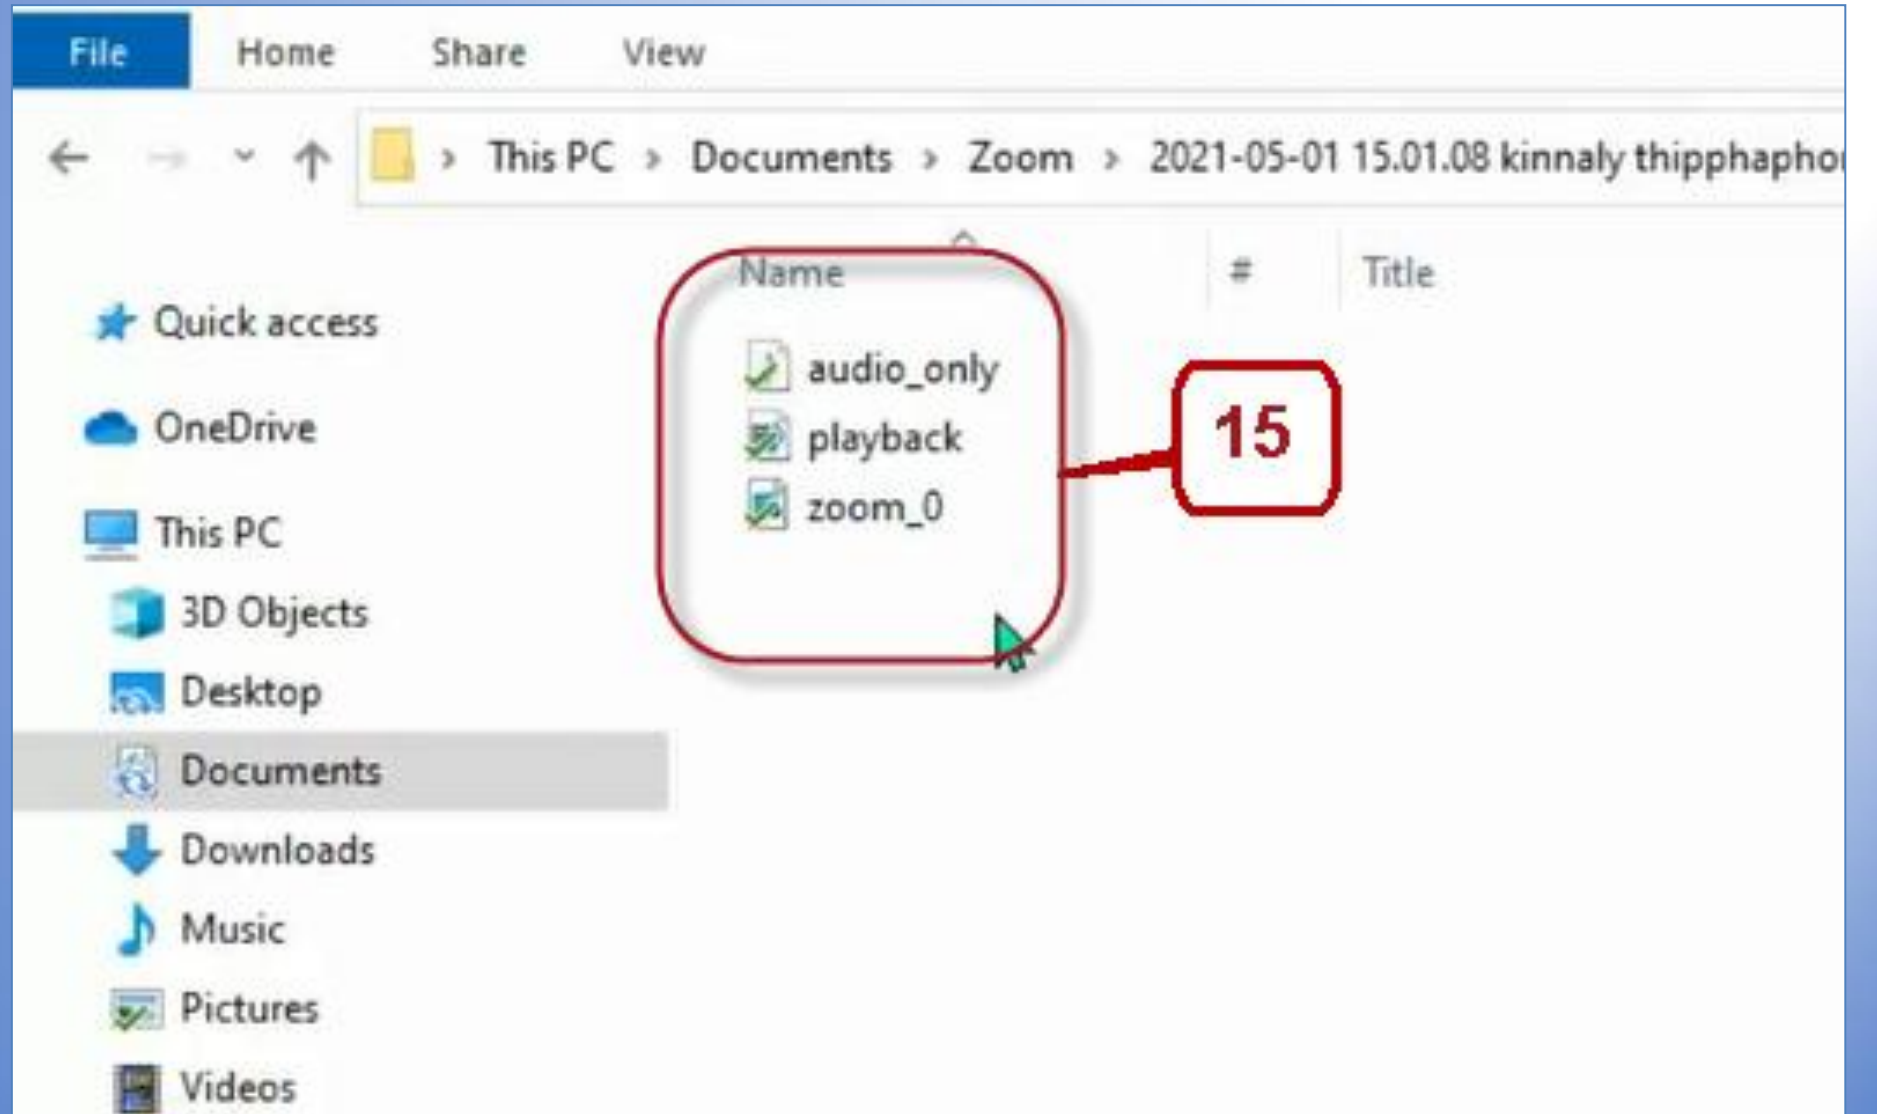 File Home Share View
This PC > Documents > Zoom > 2021-05-01 15.01.08 kinnaly
Name # Title
Quick access
OneDrive
This PC
3D Objects
Desktop
Documents
Downloads
Music
Pictures
Videos
audio_only
playback
zoom_0
15